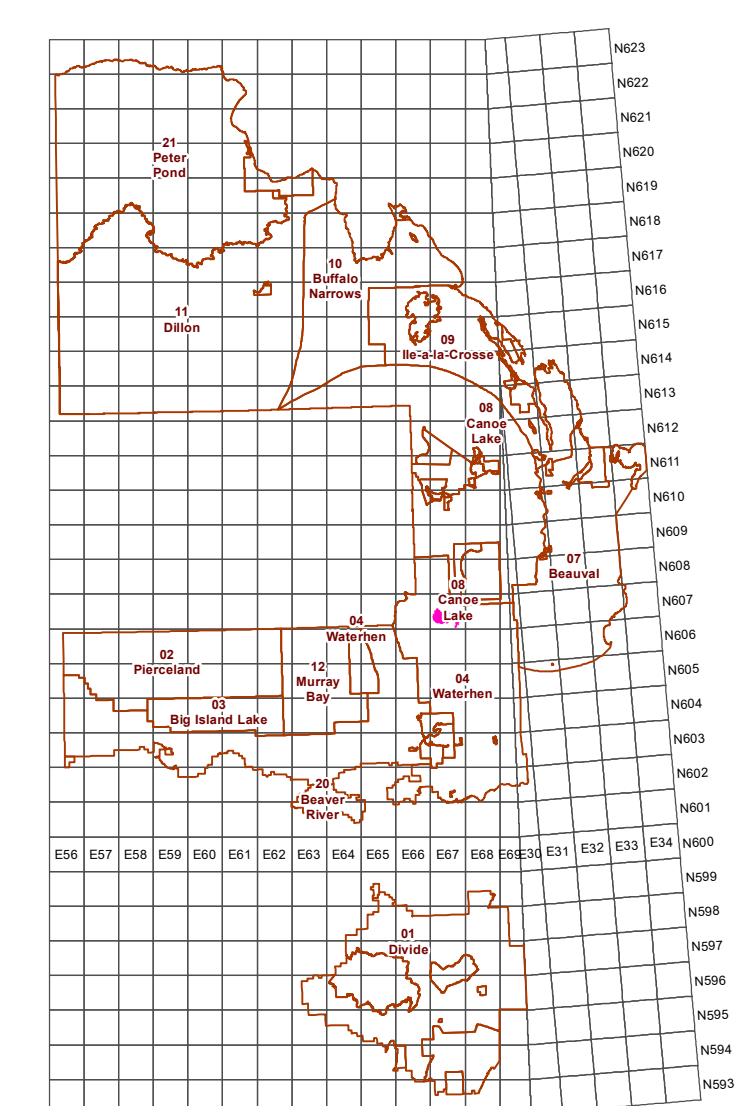 N623
N622
N621
21
Peter
Pond
N620
N619
N618
N617
10
Buffalo
Narrows
N616
11
Dillon
N615
09
Ile-a-la-Crosse
N614
N613
08
Canoe
Lake
N612
N611
N610
N609
07
Beauval
N608
08
Canoe
Lake
N607
04
Waterhen
N606
02
Pierceland
N605
12
Murray
Bay
04
Waterhen
N604
03
Big Island Lake
N603
N602
20
Beaver
River
N601
N600
E56 E57 E58 E59 E60 E61 E62 E63 E64 E65 E66 E67 E68 E69 E30 E31 E32 E33 E34
N599
N598
01
Divide
N597
N596
N595
N594
N593